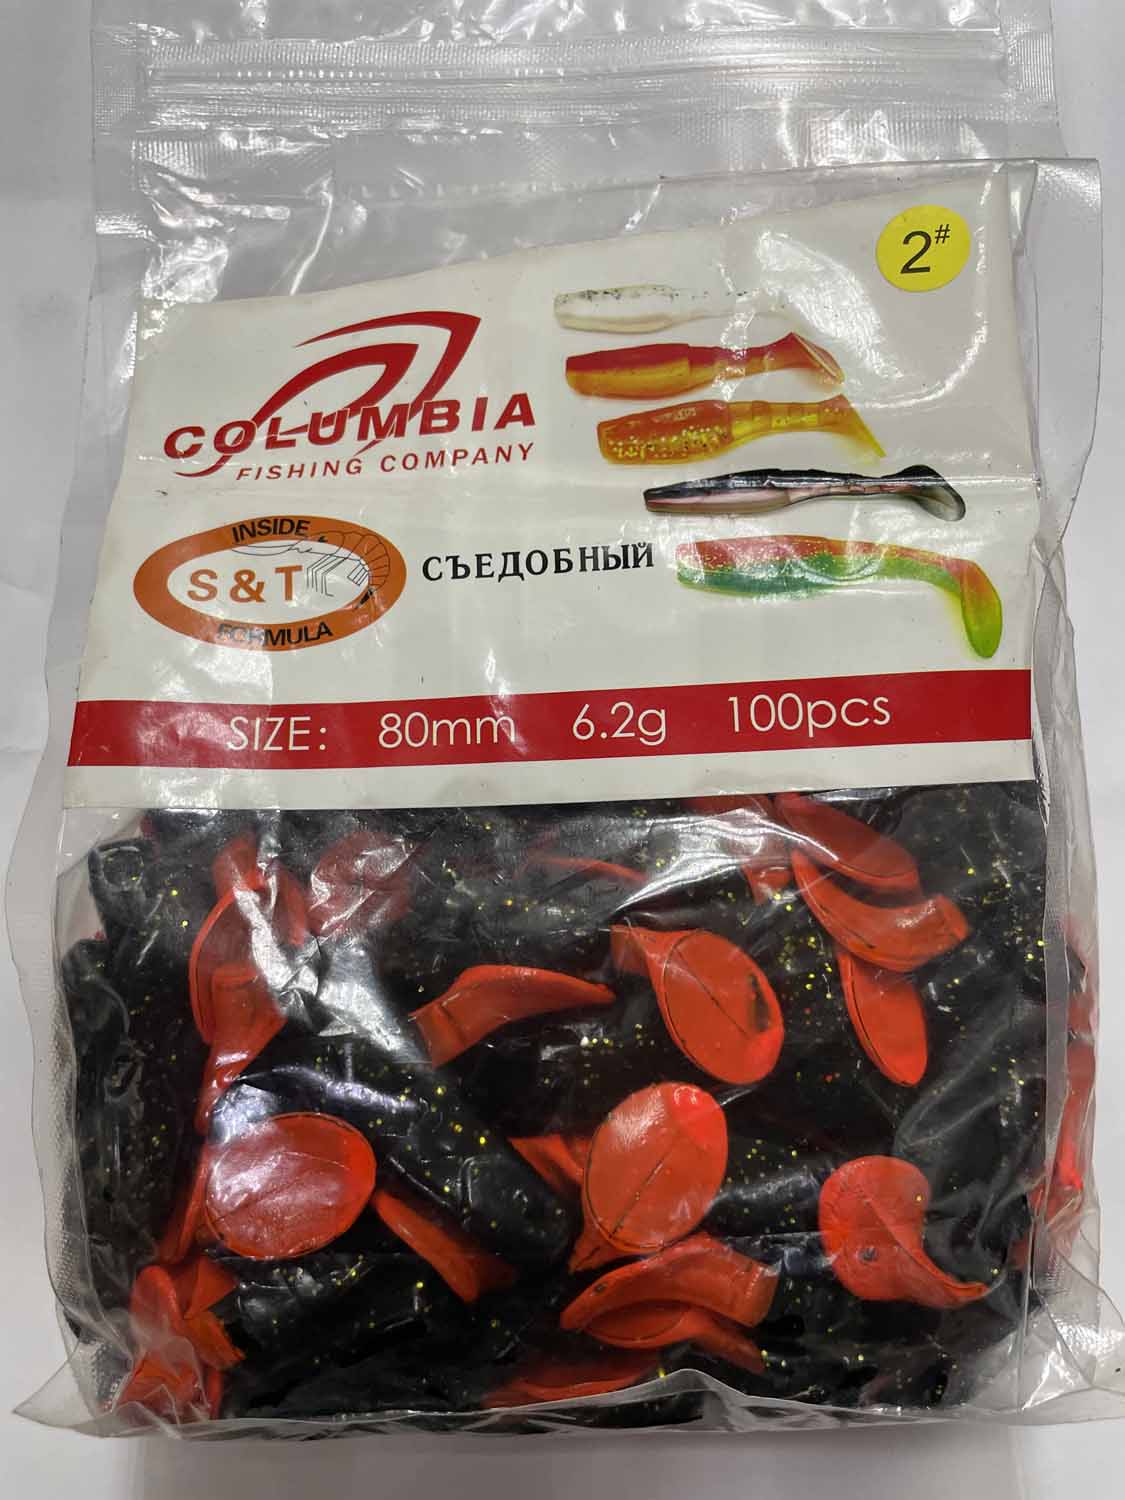 2#
COLUMBIA
FISHING COMPANY
INSIDE
S & T
FORMULA
СЪЕДОБНЫЙ
SIZE: 80mm 6.2g 100pcs